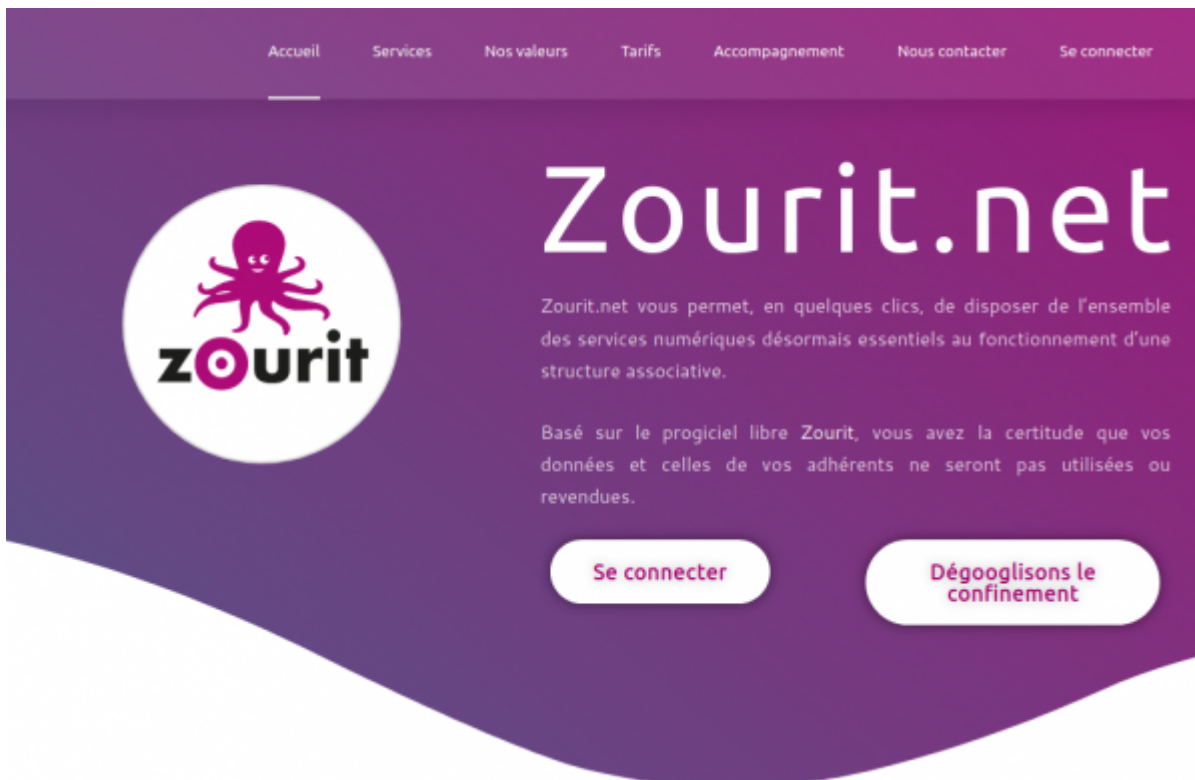 Accueil Services Nos valeurs Tarifs Accompagnement Nous contacter Se connecter
Zourit.net
zourit
Zourit.net vous permet, en quelques clics, de disposer de l'ensemble
des services numériques désormais essentiels au fonctionnement d'une
structure associative.
Basé sur le progiciel libre Zourit, vous avez la certitude que vos
données et celles de vos adhérents ne seront pas utilisées ou
revendues.
Se connecter
Dégooglisons le
confinement